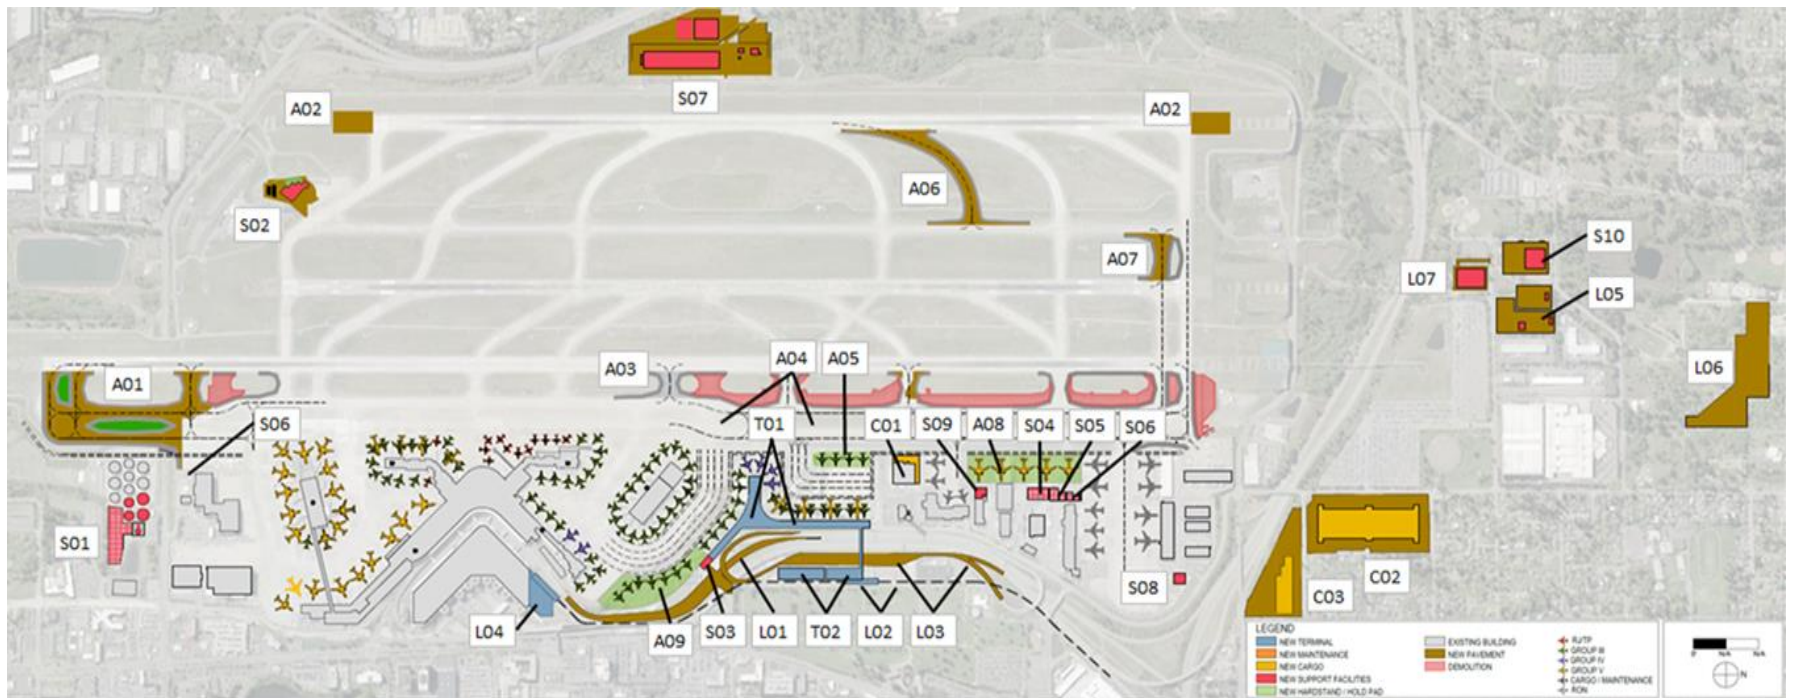 S07
A02
A02
A06
S02
S10
A07
L07
L05
A04
A05
A03
L06
A01
S06
T01
C01
S09
A08
S04
S05
S06
S01
S08
C02
C03
L04
A09
S03
L01
T02
L02
L03
LEGEND
NEW TERMINAL
NEW MAINTENANCE
NEW CARGO
NEW SUPPORT FACILITIES
NEW HARDSTAND / HOLD PAD
EXISTING BUILDING
NEW PAVEMENT
DEMOLITION
RJ/TP
GROUP III
GROUP IV
GROUP V
CARGO / MAINTENANCE
RON
0' N/A N/A
N